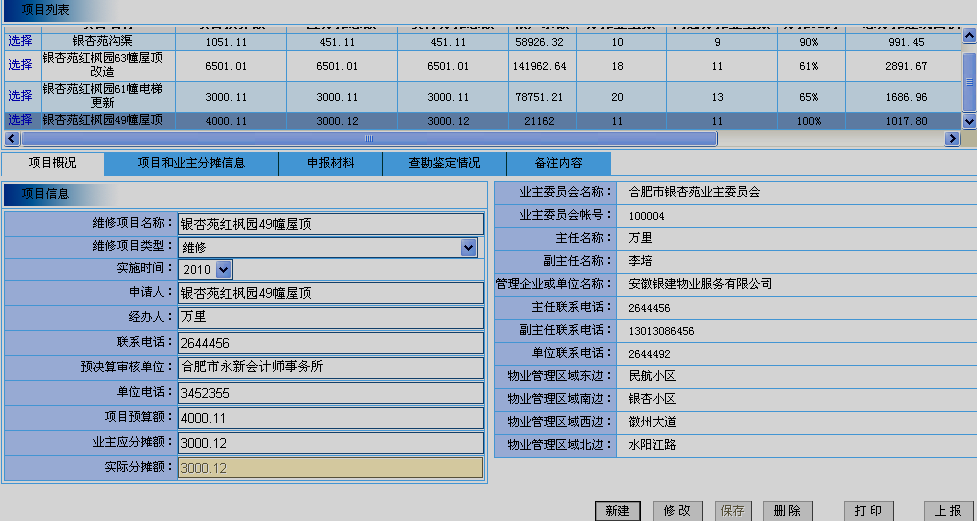 项目列表
选择 银杏苑沟渠 1051.11 451.11 451.11 58926.32 10 9 90% 991.45
选择 银杏苑红枫园63幢屋顶改造 6501.01 6501.01 6501.01 141962.64 18 11 61% 2891.67
选择 银杏苑红枫园61幢电梯更新 3000.11 3000.11 3000.11 78751.21 20 13 65% 1686.96
选择 银杏苑红枫园49幢屋顶 4000.11 3000.12 3000.12 21162 11 11 100% 1017.80
项目概况 项目和业主分摊信息 申报材料 查勘鉴定情况 备注内容
项目信息
维修项目名称： 银杏苑红枫园49幢屋顶
维修项目类型： 维修
实施时间： 2010
申请人： 银杏苑红枫园49幢屋顶
经办人： 万里
联系电话： 2644456
预决算审核单位： 合肥市永新会计师事务所
单位电话： 3452355
项目预算额： 4000.11
业主应分摊额： 3000.12
实际分摊额： 3000.12
业主委员会名称： 合肥市银杏苑业主委员会
业主委员会帐号： 100004
主任名称： 万里
副主任名称： 李培
管理企业或单位名称： 安徽银建物业服务有限公司
主任联系电话： 2644456
副主任联系电话： 13013086456
单位联系电话： 2644492
物业管理区域东边： 民航小区
物业管理区域南边： 银杏小区
物业管理区域西边： 徽州大道
物业管理区域北边： 水阳江路
新建 修改 保存 删除 打印 上报